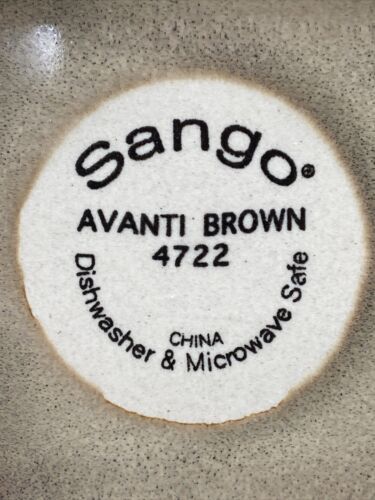 Sango®
AVANTI BROWN
4722
CHINA
Dishwasher & Microwave Safe